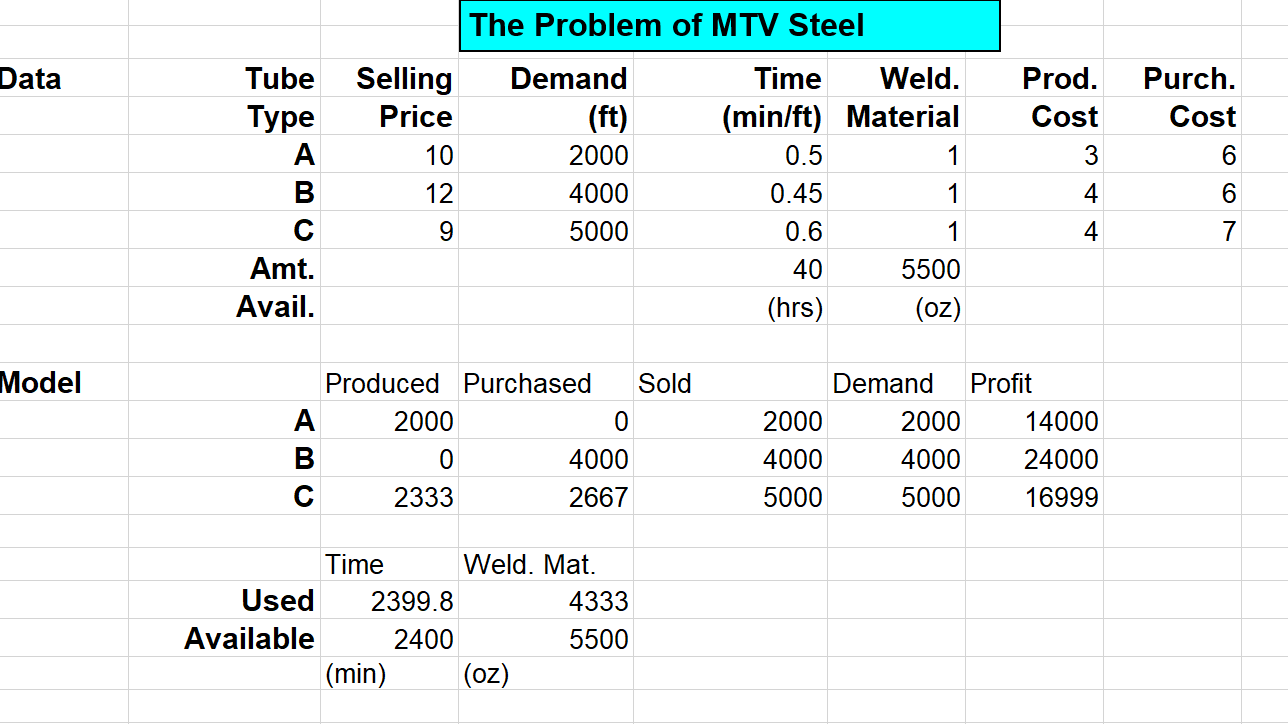 The Problem of MTV Steel
Data Tube Selling Demand Time Weld. Prod. Purch.
Type Price (ft) (min/ft) Material Cost Cost
A 10 2000 0.5 1 3 6
B 12 4000 0.45 1 4 6
C 9 5000 0.6 1 4 7
Amt. 40 5500
Avail. (hrs) (oz)
Model Produced Purchased Sold Demand Profit
A 2000 0 2000 2000 14000
B 0 4000 4000 4000 24000
C 2333 2667 5000 5000 16999
Time Weld. Mat.
Used 2399.8 4333
Available 2400 5500
(min) (oz)